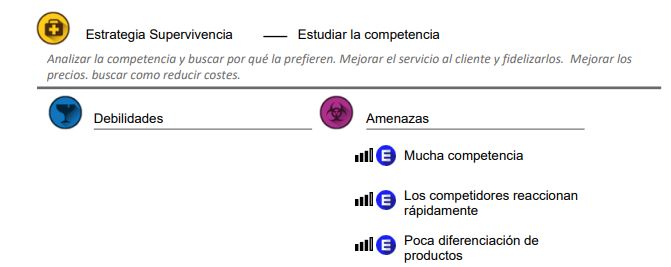 Estrategia Supervivencia — Estudiar la competencia
Analizar la competencia y buscar por qué la prefieren. Mejorar el servicio al cliente y fidelizarlos. Mejorar los
precios. buscar como reducir costes.
Debilidades
Amenazas
E Mucha competencia
E Los competidores reaccionan
rápidamente
E Poca diferenciación de
productos